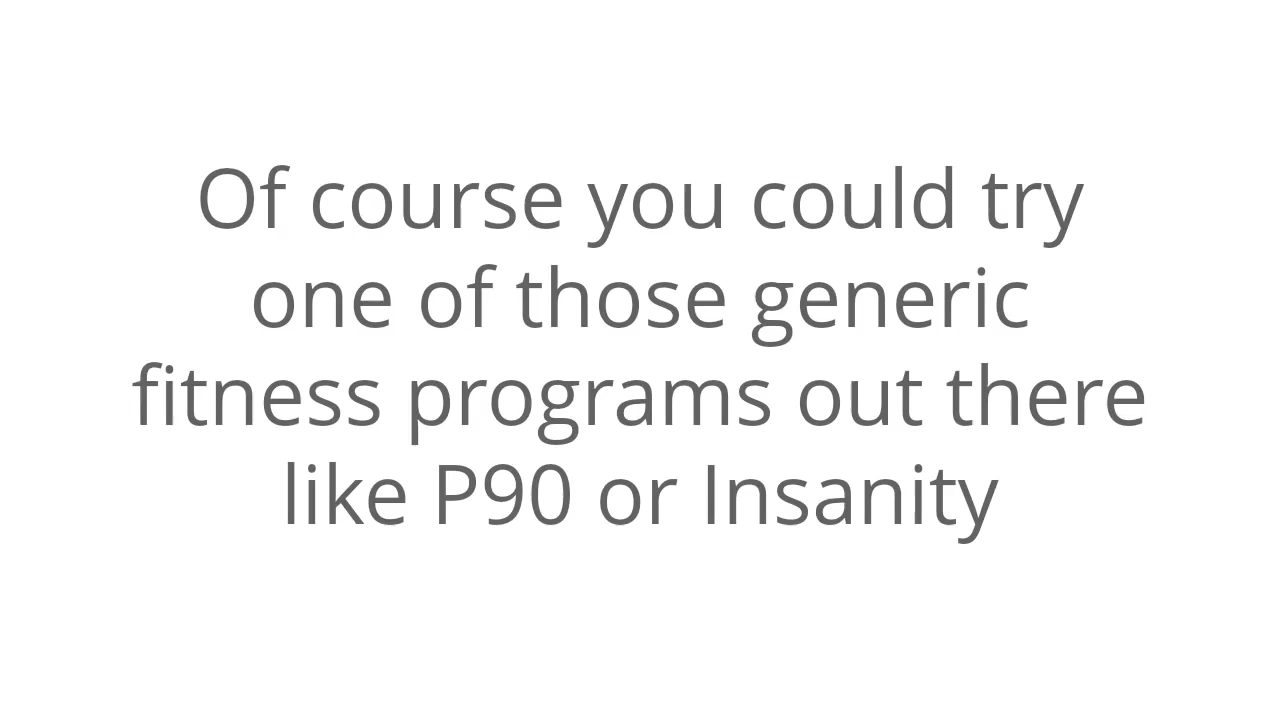 Of course you could try
one of those generic
fitness programs out there
like P90 or Insanity